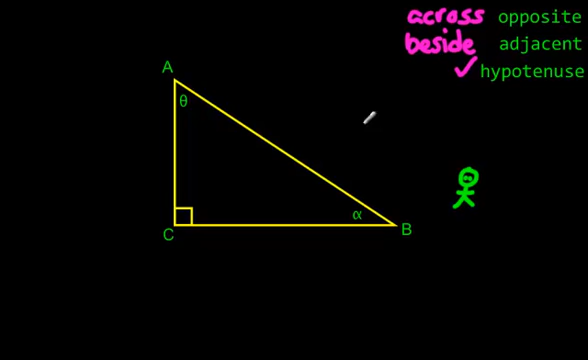 across opposite
beside adjacent
✓ hypotenuse
A
θ
α
C
B